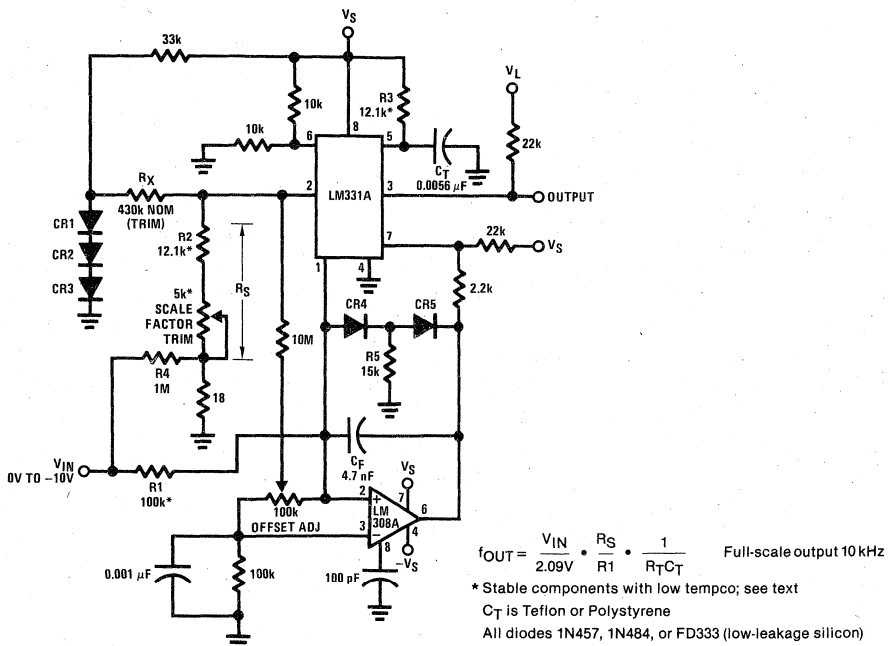 VS
33k
10k
R3
12.1k*
10k
6
8
5
CT
0.0056 μF
VL
22k
RX
430k NOM
(TRIM)
2
LM331A
3
OUTPUT
CR1
CR2
CR3
R2
12.1k*
RS
5k*
SCALE
FACTOR
TRIM
7
22k
VS
1
4
2.2k
CR4
CR5
10M
R5
15k
R4
1M
18
VIN
0V TO –10V
R1
100k*
CF
4.7 nF
VS
100k
OFFSET ADJ
2
+
7
LM
308A
6
3
–
4
8
–VS
0.001 μF
100k
100 pF
fOUT = VIN/2.09V • RS/R1 • 1/RTCT Full-scale output 10 kHz
* Stable components with low tempco; see text
CT is Teflon or Polystyrene
All diodes 1N457, 1N484, or FD333 (low-leakage silicon)